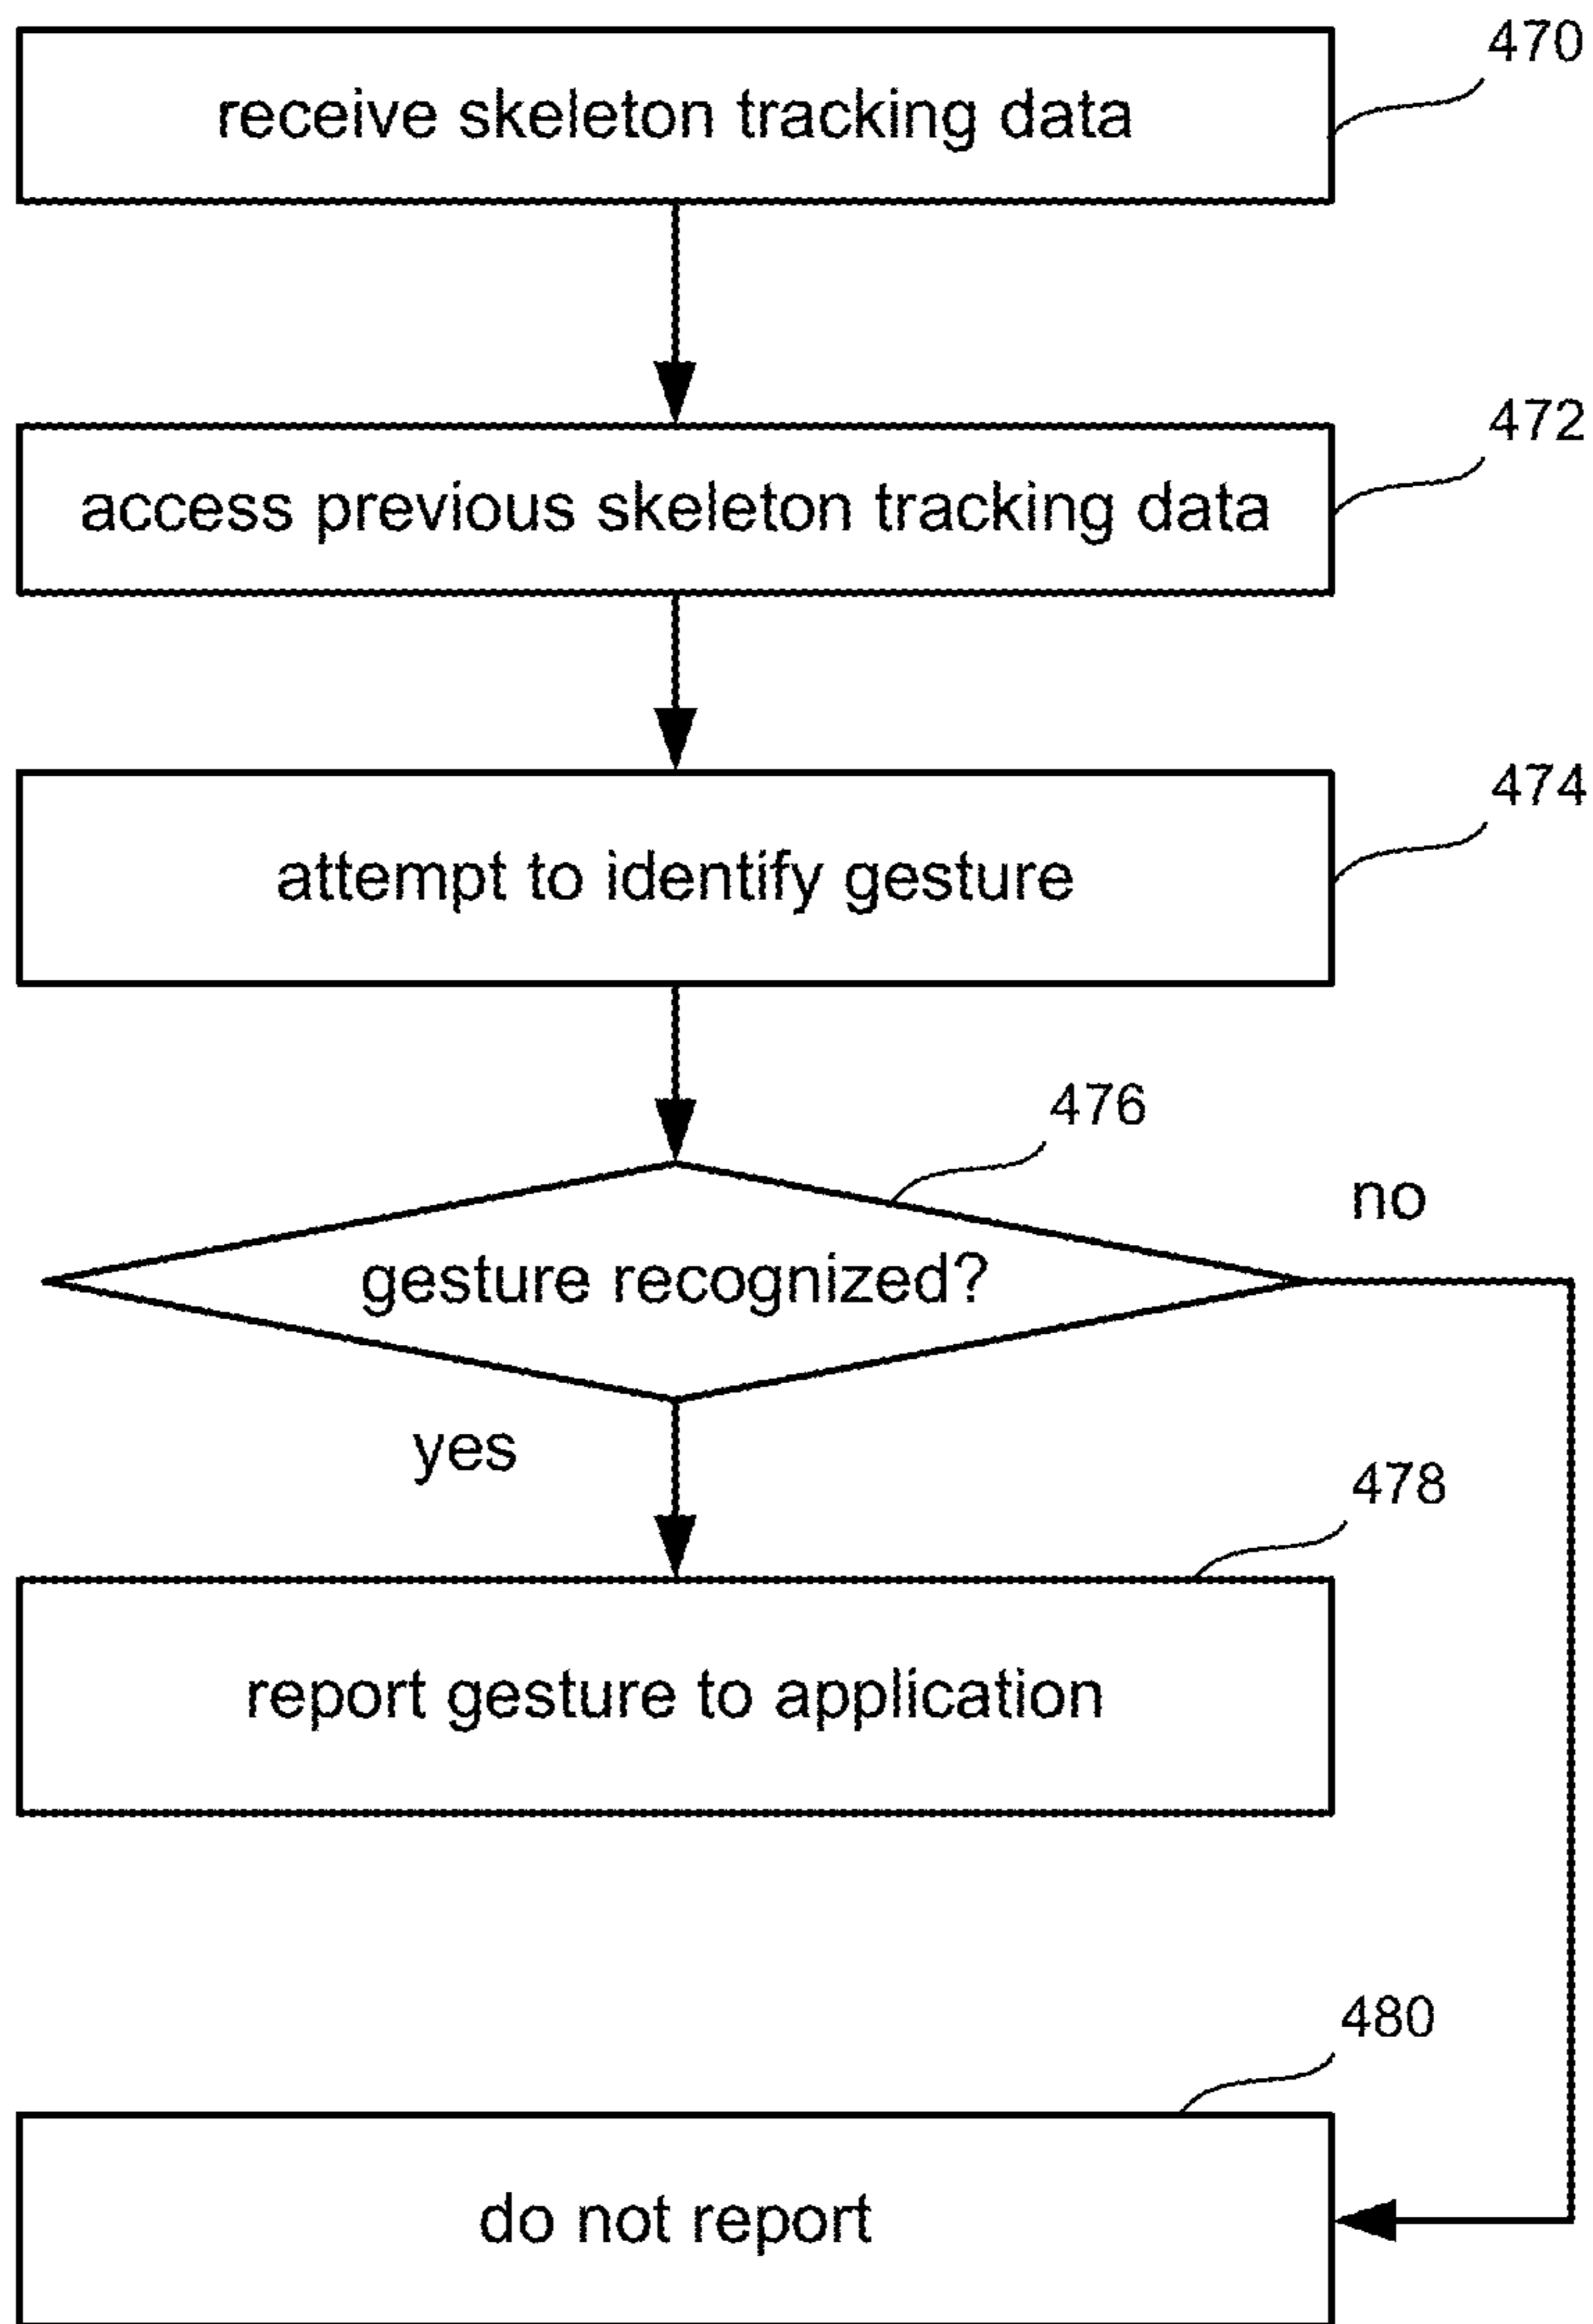 470
receive skeleton tracking data
472
access previous skeleton tracking data
474
attempt to identify gesture
476
no
gesture recognized?
yes
478
report gesture to application
480
do not report